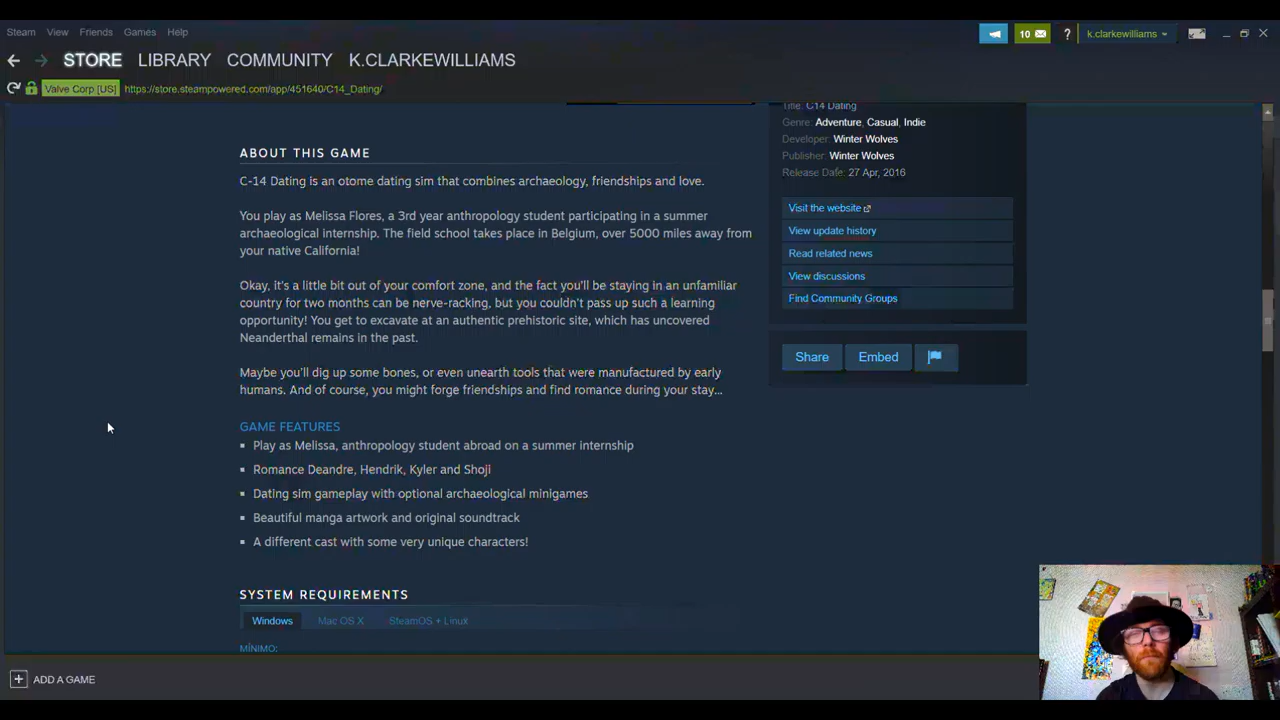 Steam View Friends Games Help
10 ? k.clarkewilliams
STORE LIBRARY COMMUNITY K.CLARKEWILLIAMS
Valve Corp [US] https://store.steampowered.com/app/451640/C14_Dating/
ABOUT THIS GAME
C-14 Dating is an otome dating sim that combines archaeology, friendships and love.
You play as Melissa Flores, a 3rd year anthropology student participating in a summer
archaeological internship. The field school takes place in Belgium, over 5000 miles away from
your native California!
Okay, it's a little bit out of your comfort zone, and the fact you'll be staying in an unfamiliar
country for two months can be nerve-racking, but you couldn't pass up such a learning
opportunity! You get to excavate at an authentic prehistoric site, which has uncovered
Neanderthal remains in the past.
Maybe you'll dig up some bones, or even unearth tools that were manufactured by early
humans. And of course, you might forge friendships and find romance during your stay...
GAME FEATURES
Play as Melissa, anthropology student abroad on a summer internship
Romance Deandre, Hendrik, Kyler and Shoji
Dating sim gameplay with optional archaeological minigames
Beautiful manga artwork and original soundtrack
A different cast with some very unique characters!
SYSTEM REQUIREMENTS
Windows Mac OS X SteamOS + Linux
MÍNIMO:
Title: C14 Dating
Genre: Adventure, Casual, Indie
Developer: Winter Wolves
Publisher: Winter Wolves
Release Date: 27 Apr, 2016
Visit the website
View update history
Read related news
View discussions
Find Community Groups
Share Embed
+ ADD A GAME